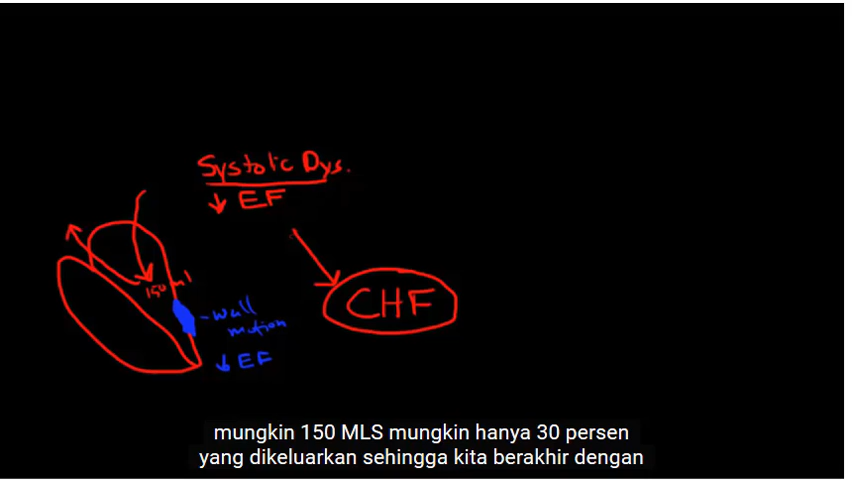 Systolic Dys.
↓ EF
150 ml
CHF
- wall
motion
↓ EF
mungkin 150 MLS mungkin hanya 30 persen
yang dikeluarkan sehingga kita berakhir dengan